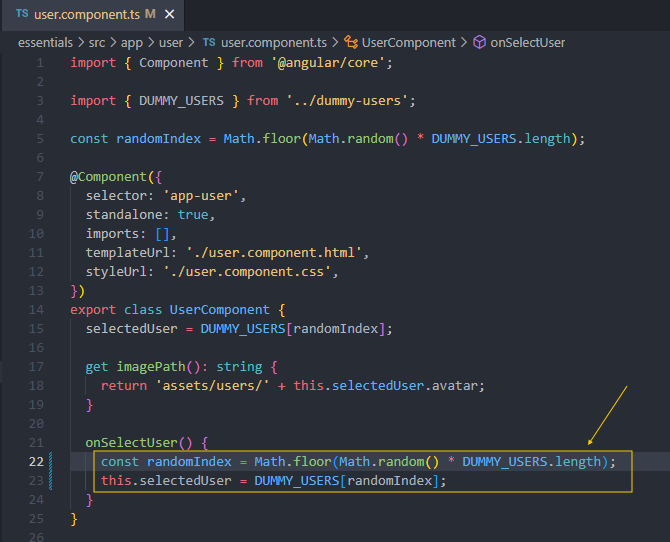 TS user.component.ts M ×
essentials > src > app > user > TS user.component.ts > UserComponent > onSelectUser
1 import { Component } from '@angular/core';
2
3 import { DUMMY_USERS } from '../dummy-users';
4
5 const randomIndex = Math.floor(Math.random() * DUMMY_USERS.length);
6
7 @Component({
8 selector: 'app-user',
9 standalone: true,
10 imports: [],
11 templateUrl: './user.component.html',
12 styleUrl: './user.component.css',
13 })
14 export class UserComponent {
15 selectedUser = DUMMY_USERS[randomIndex];
16
17 get imagePath(): string {
18 return 'assets/users/' + this.selectedUser.avatar;
19 }
20
21 onSelectUser() {
22 const randomIndex = Math.floor(Math.random() * DUMMY_USERS.length);
23 this.selectedUser = DUMMY_USERS[randomIndex];
24 }
25 }
26